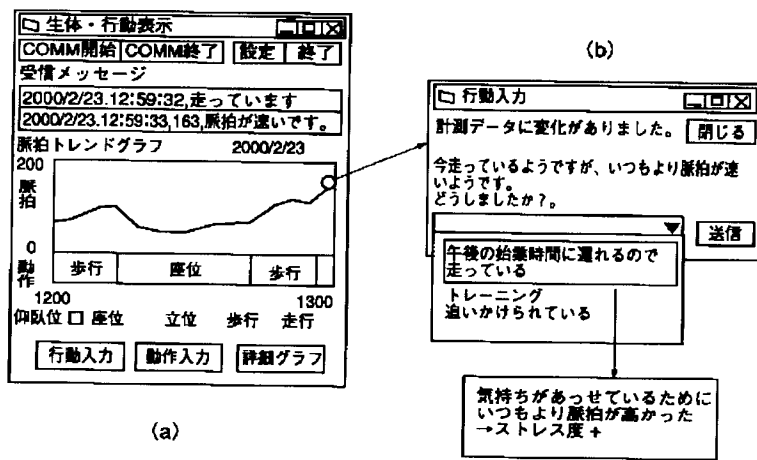 生体・行動表示
COMM開始 COMM終了 設定 終了
受信メッセージ
2000/2/23.12:59:32,走っています
2000/2/23.12:59:33,163,脈拍が速いです。
脈拍トレンドグラフ 2000/2/23
200
脈拍
0
動作 歩行 座位 歩行
1200 1300
仰臥位 座位 立位 歩行 走行
行動入力 動作入力 詳細グラフ
(a)
(b)
行動入力
計測データに変化がありました。 閉じる
今走っているようですが、いつもより脈拍が速
いようです。
どうしましたか?。
送信
午後の始業時間に遅れるので
走っている
トレーニング
追いかけられている
気持ちがあっせているために
いつもより脈拍が高かった
→ストレス度+